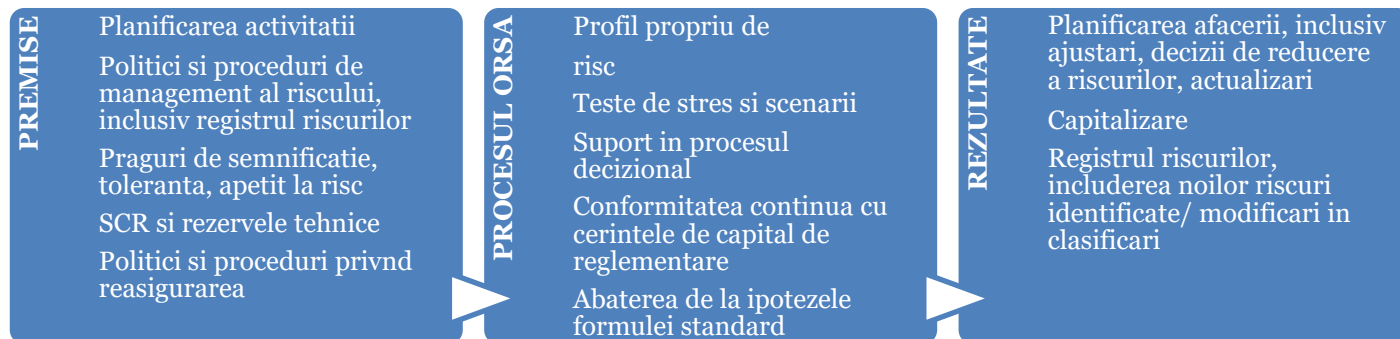 PREMISE
Planificarea activitatii
Politici si proceduri de
management al riscului,
inclusiv registrul riscurilor
Praguri de semnificatie,
toleranta, apetit la risc
SCR si rezervele tehnice
Politici si proceduri privnd
reasigurarea
PROCESUL ORSA
Profil propriu de
risc
Teste de stres si scenarii
Suport in procesul
decizional
Conformitatea continua cu
cerintele de capital de
reglementare
Abaterea de la ipotezele
formulei standard
REZULTATE
Planificarea afacerii, inclusiv
ajustari, decizii de reducere
a riscurilor, actualizari
Capitalizare
Registrul riscurilor,
includerea noilor riscuri
identificate/ modificari in
clasificari